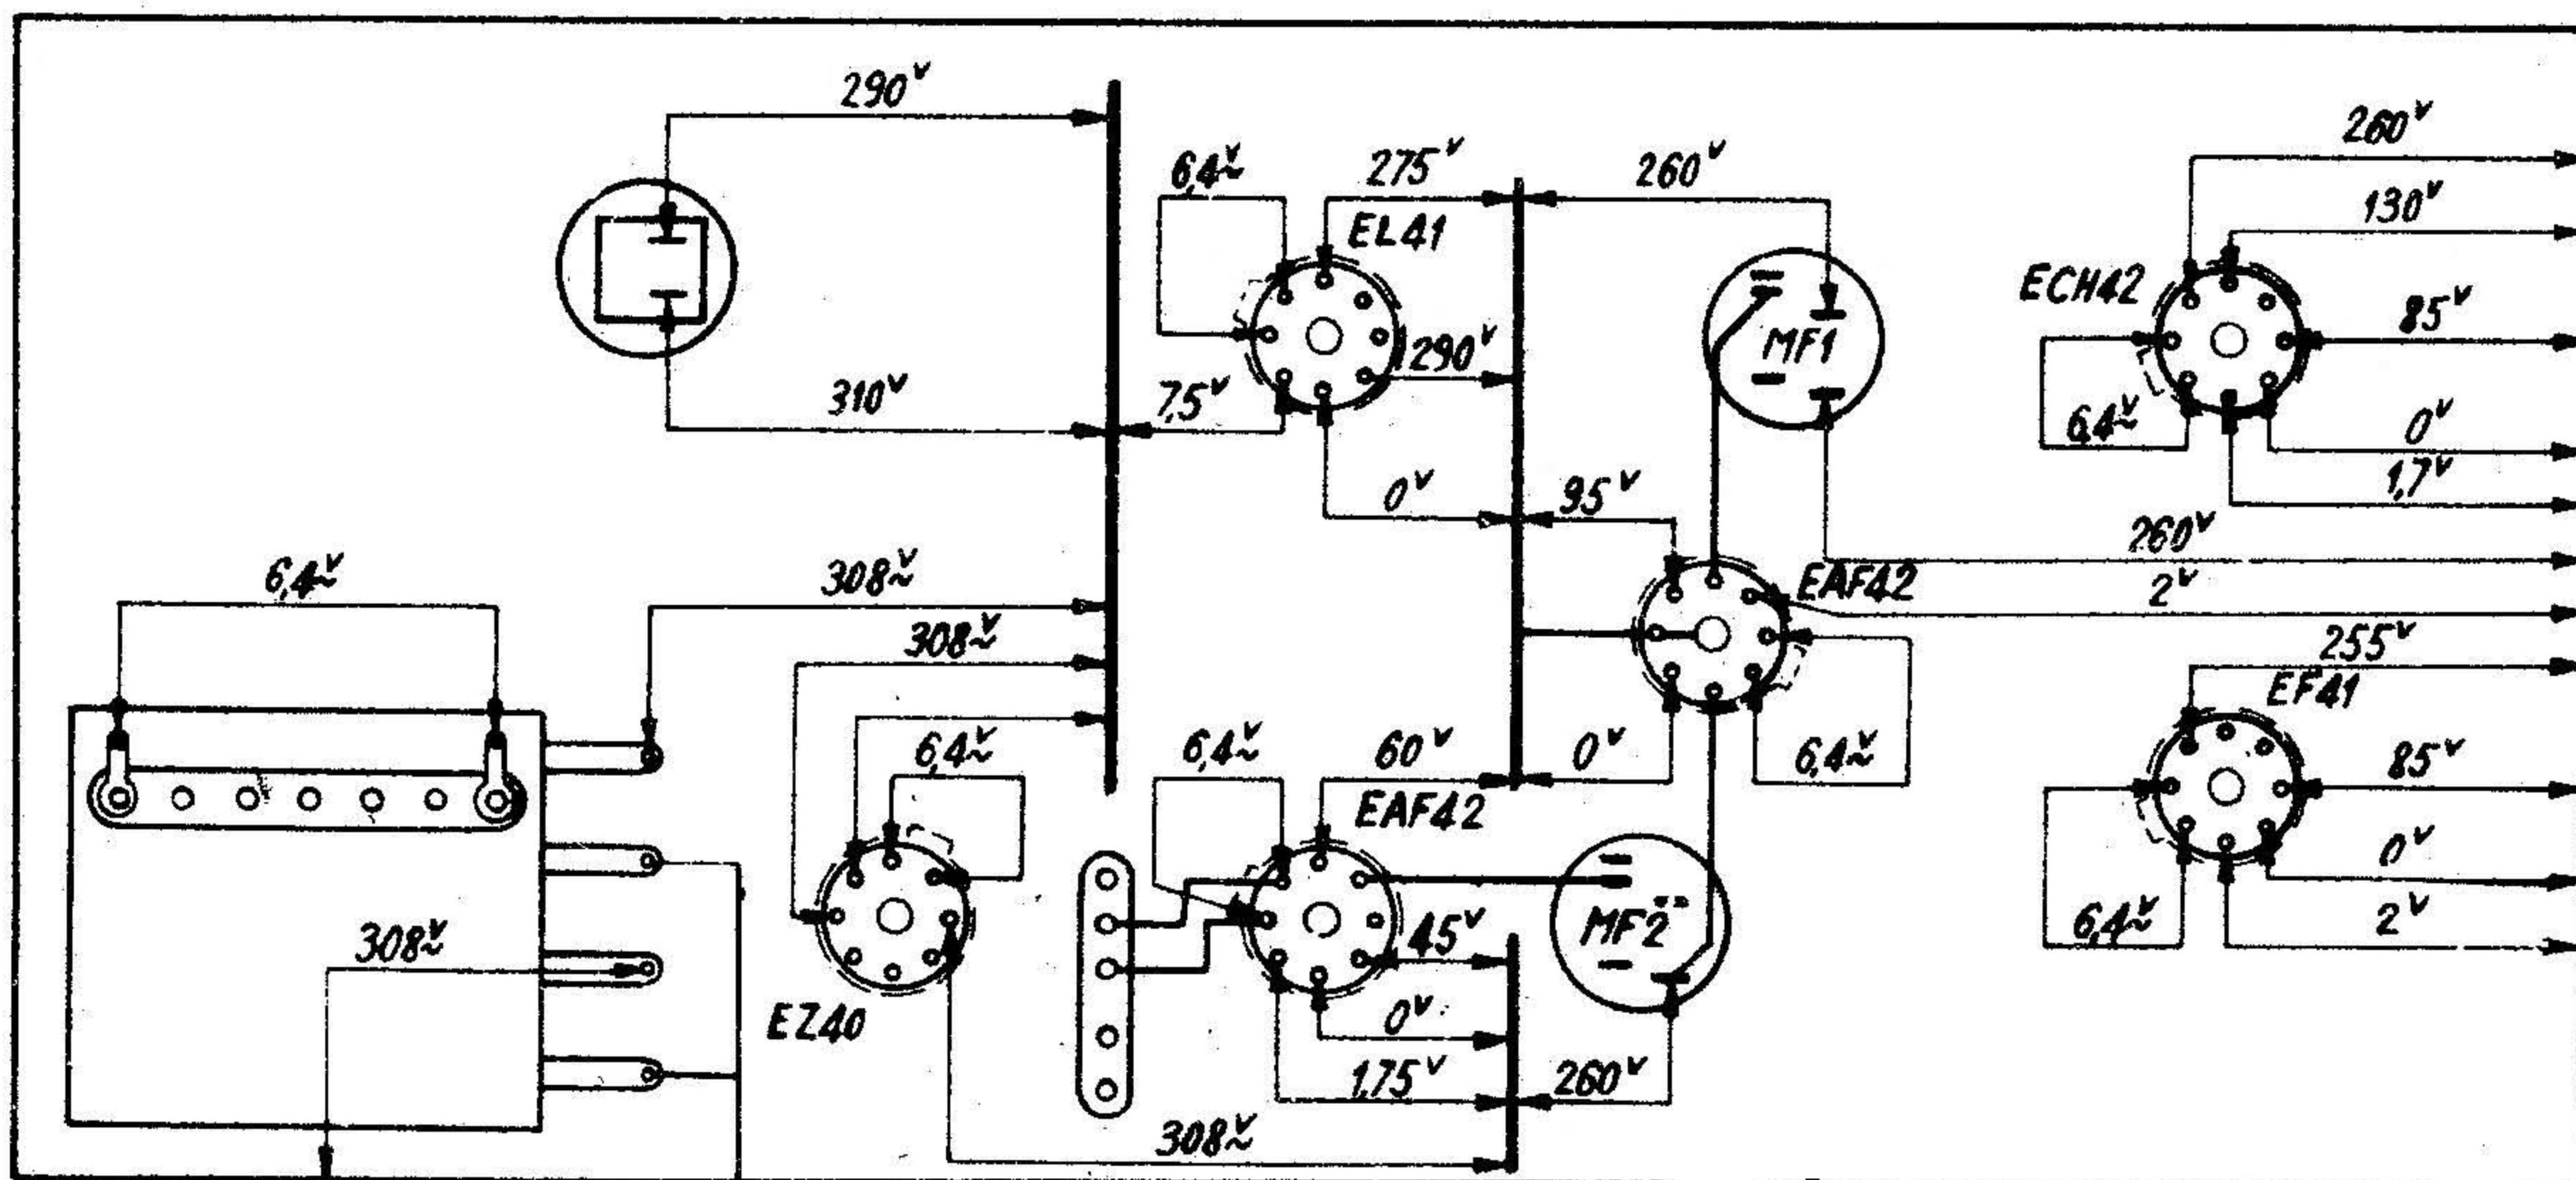 290ᵛ
260ᵛ
6,4ᵛ~
275ᵛ
260ᵛ
130ᵛ
EL41
ECH42
85ᵛ
MF1
290ᵛ
310ᵛ
7,5ᵛ
6,4ᵛ~
0ᵛ
1,7ᵛ
0ᵛ
95ᵛ
260ᵛ
6,4ᵛ~
308ᵛ~
EAF42
2ᵛ
308ᵛ~
255ᵛ
EF41
6,4ᵛ~
6,4ᵛ~
60ᵛ
0ᵛ
6,4ᵛ~
85ᵛ
EAF42
0ᵛ
308ᵛ~
45ᵛ
MF2
6,4ᵛ~
2ᵛ
EZ40
0ᵛ
1,75ᵛ
260ᵛ
308ᵛ~